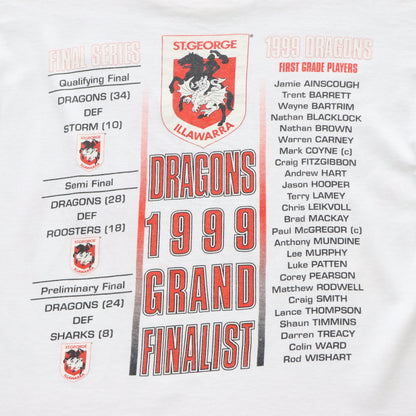 FINAL SERIES
Qualifying Final
DRAGONS (34)
DEF
STORM (10)
Semi Final
DRAGONS (28)
DEF
ROOSTERS (18)
Preliminary Final
DRAGONS (24)
DEF
SHARKS (8)
ST.GEORGE
ILLAWARRA
DRAGONS
1999
GRAND
FINALIST
1999 DRAGONS
FIRST GRADE PLAYERS
Jamie AINSCOUGH
Trent BARRETT
Wayne BARTRIM
Nathan BLACKLOCK
Nathan BROWN
Warren CARNEY
Mark COYNE (c)
Craig FITZGIBBON
Andrew HART
Jason HOOPER
Terry LAMEY
Chris LEIKVOLL
Brad MACKAY
Paul McGREGOR (c)
Anthony MUNDINE
Lee MURPHY
Luke PATTEN
Corey PEARSON
Matthew RODWELL
Craig SMITH
Lance THOMPSON
Shaun TIMMINS
Darren TREACY
Colin WARD
Rod WISHART